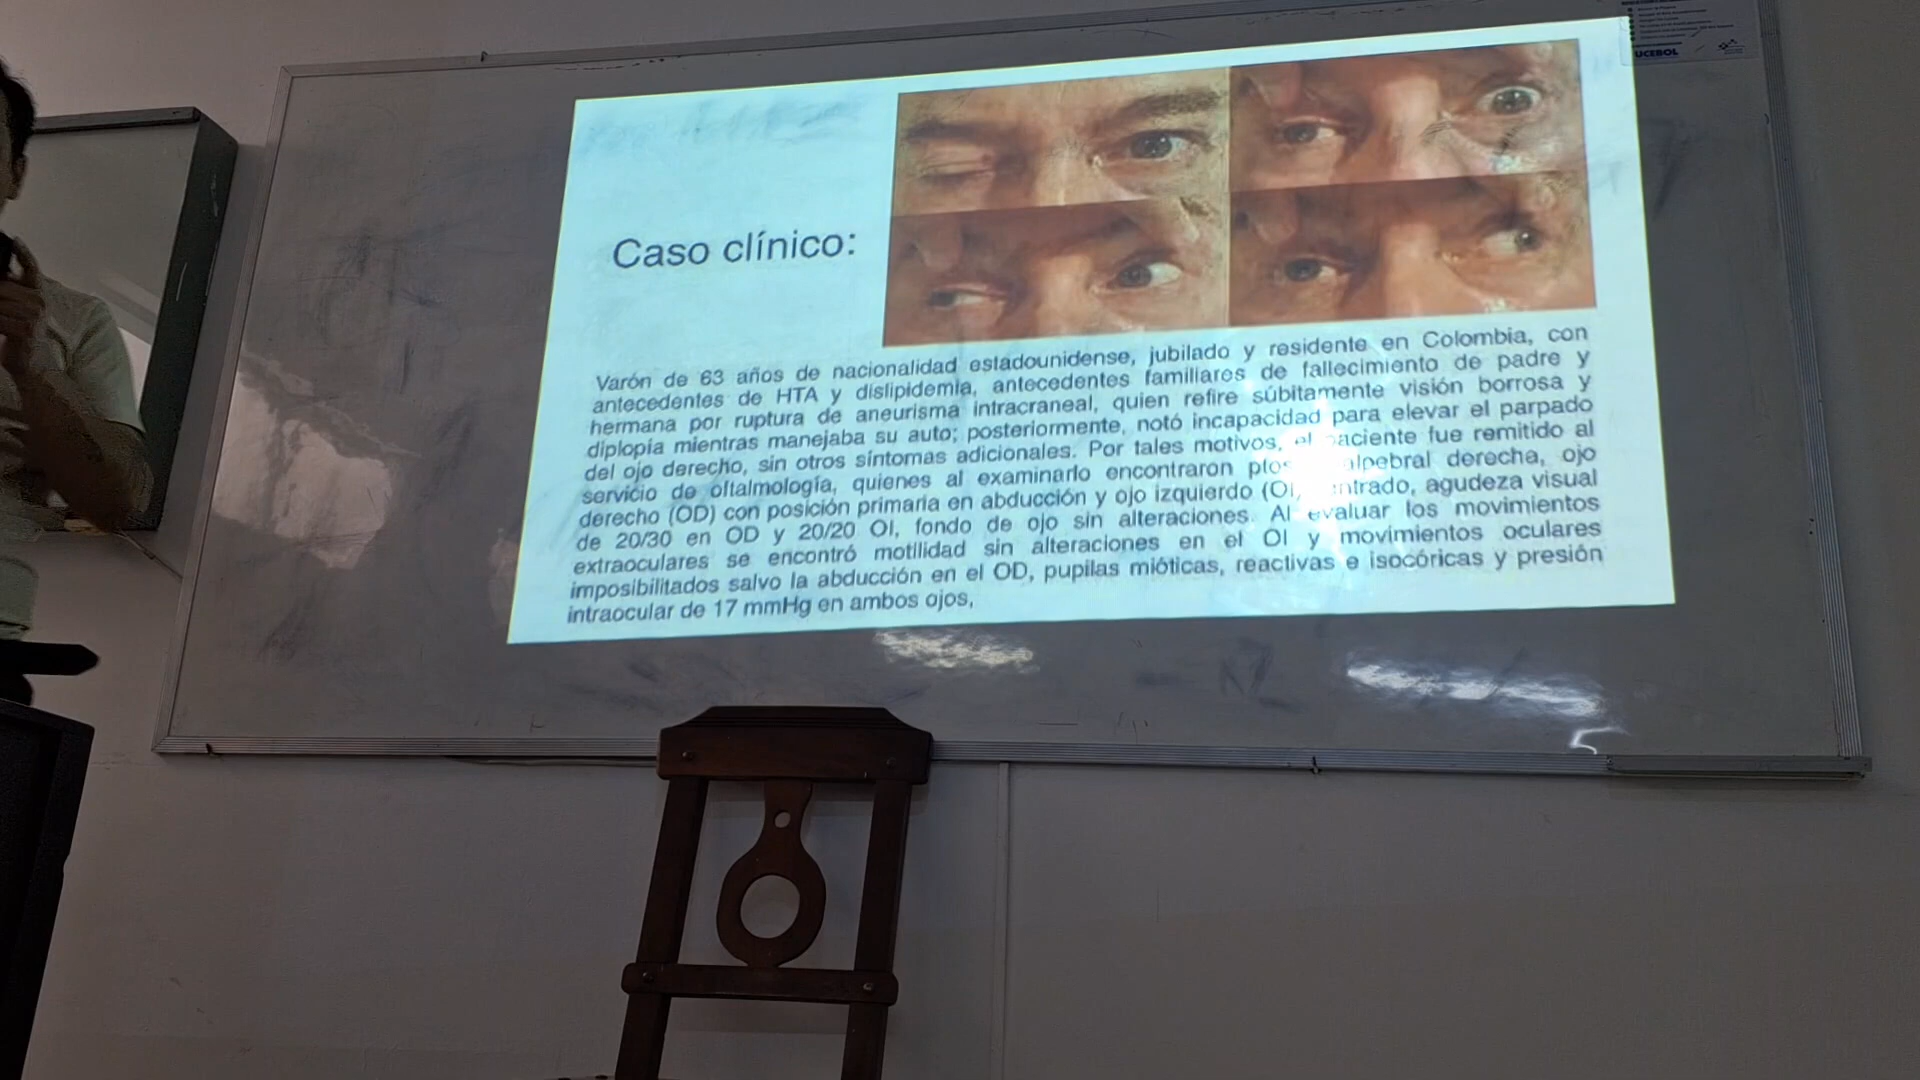 UCEBOL
Caso clínico:
Varón de 63 años de nacionalidad estadounidense, jubilado y residente en Colombia, con
antecedentes de HTA y dislipidemia, antecedentes familiares de fallecimiento de padre y
hermana por ruptura de aneurisma intracraneal, quien refire súbitamente visión borrosa y
diplopía mientras manejaba su auto; posteriormente, notó incapacidad para elevar el parpado
del ojo derecho, sin otros síntomas adicionales. Por tales motivos, el paciente fue remitido al
servicio de oftalmología, quienes al examinarlo encontraron derecha, ojo
derecho (OD) con posición primaria en abducción y ojo izquierdo agudeza visual
de 20/30 en OD y 20/20 OI, fondo de ojo sin alteraciones. Al evaluar los movimientos
extraoculares se encontró motilidad sin alteraciones en el OI y movimientos oculares
imposibilitados salvo la abducción en el OD, pupilas mióticas, reactivas e isocóricas y presión
intraocular de 17 mmHg en ambos ojos,